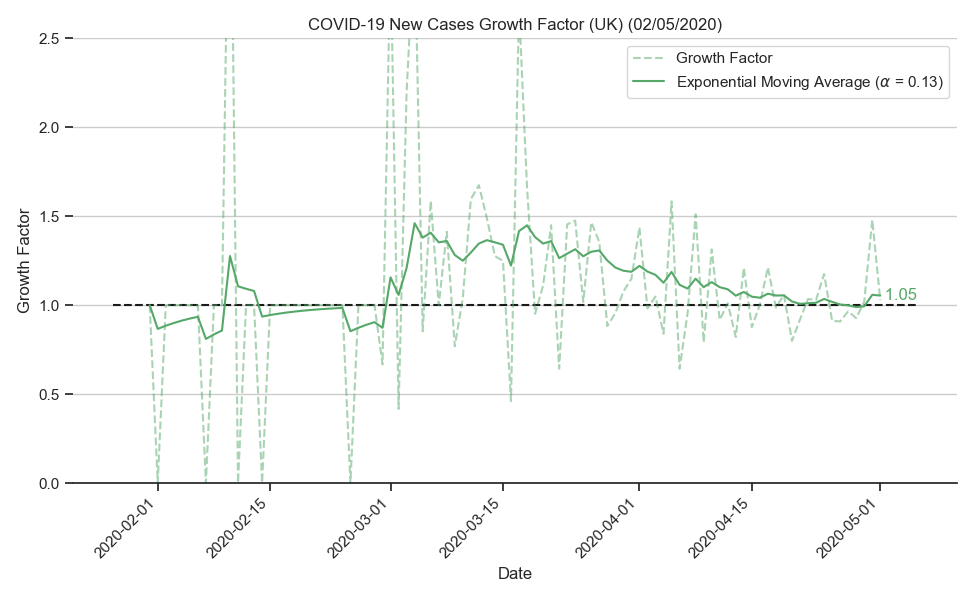 COVID-19 New Cases Growth Factor (UK) (02/05/2020)
Growth Factor
Exponential Moving Average (α = 0.13)
2.5
2.0
1.5
1.0
0.5
0.0
Growth Factor
1.05
2020-02-01
2020-02-15
2020-03-01
2020-03-15
2020-04-01
2020-04-15
2020-05-01
Date